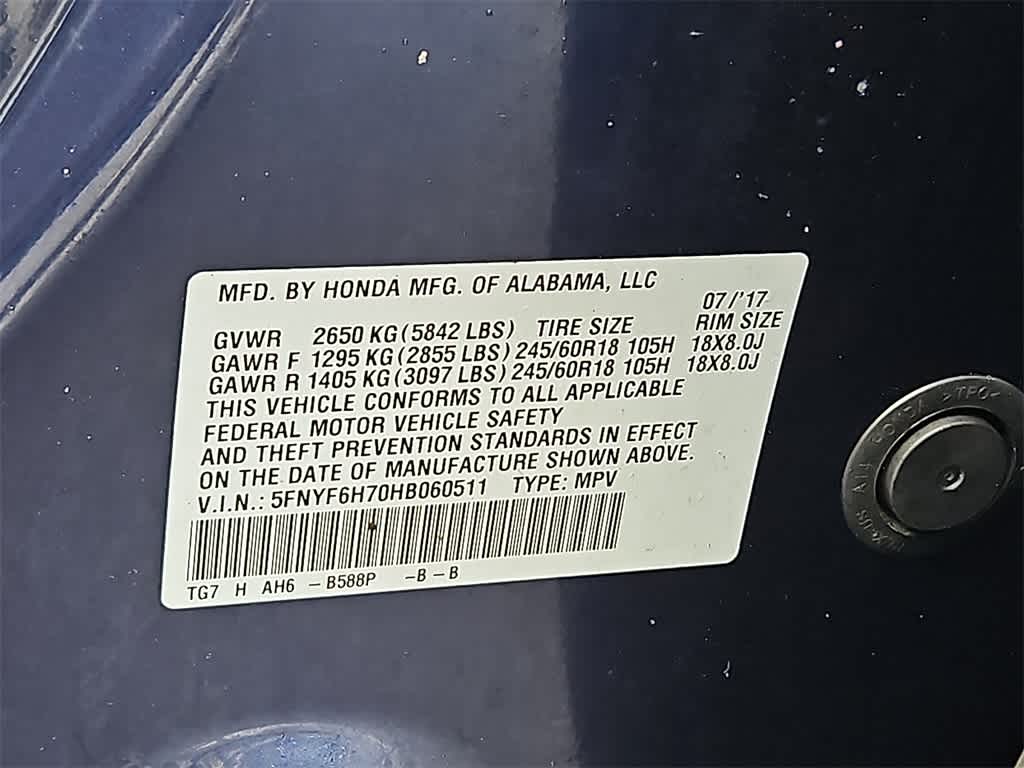 MFD. BY HONDA MFG. OF ALABAMA, LLC
07/'17
GVWR 2650 KG (5842 LBS) TIRE SIZE RIM SIZE
GAWR F 1295 KG (2855 LBS) 245/60R18 105H 18X8.0J
GAWR R 1405 KG (3097 LBS) 245/60R18 105H 18X8.0J
THIS VEHICLE CONFORMS TO ALL APPLICABLE
FEDERAL MOTOR VEHICLE SAFETY
AND THEFT PREVENTION STANDARDS IN EFFECT
ON THE DATE OF MANUFACTURE SHOWN ABOVE.
V.I.N.: 5FNYF6H70HB060511 TYPE: MPV
TG7 H AH6 –B588P –B–B
A14 HONDA >TPO<